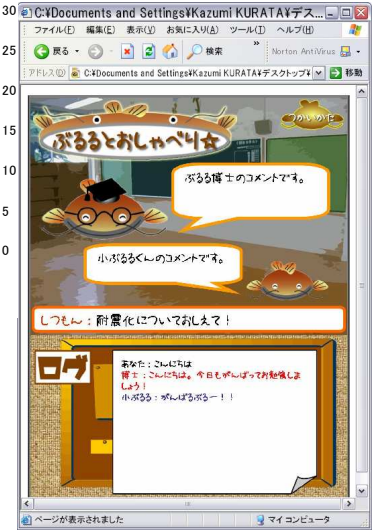 30
C:¥Documents and Settings¥Kazumi KURATA¥デス...
ファイル(F) 編集(E) 表示(V) お気に入り(A) ツール(T) ヘルプ(H)
25
戻る 検索 » Norton AntiVirus
アドレス(D) C:¥Documents and Settings¥Kazumi KURATA¥デスクトップ¥ 移動
20
つかいかた
ぶるるとおしゃべり☆
15
10
ぶるる博士のコメントです。
5
0
小ぶるるくんのコメントです。
しつもん：耐震化についておしえて！
ログ
あなた：こんにちは
博士：こんにちは。今日もがんばってお勉強しま
しょう！
小ぶるる：がんばるぶるー！！
ページが表示されました マイ コンピュータ